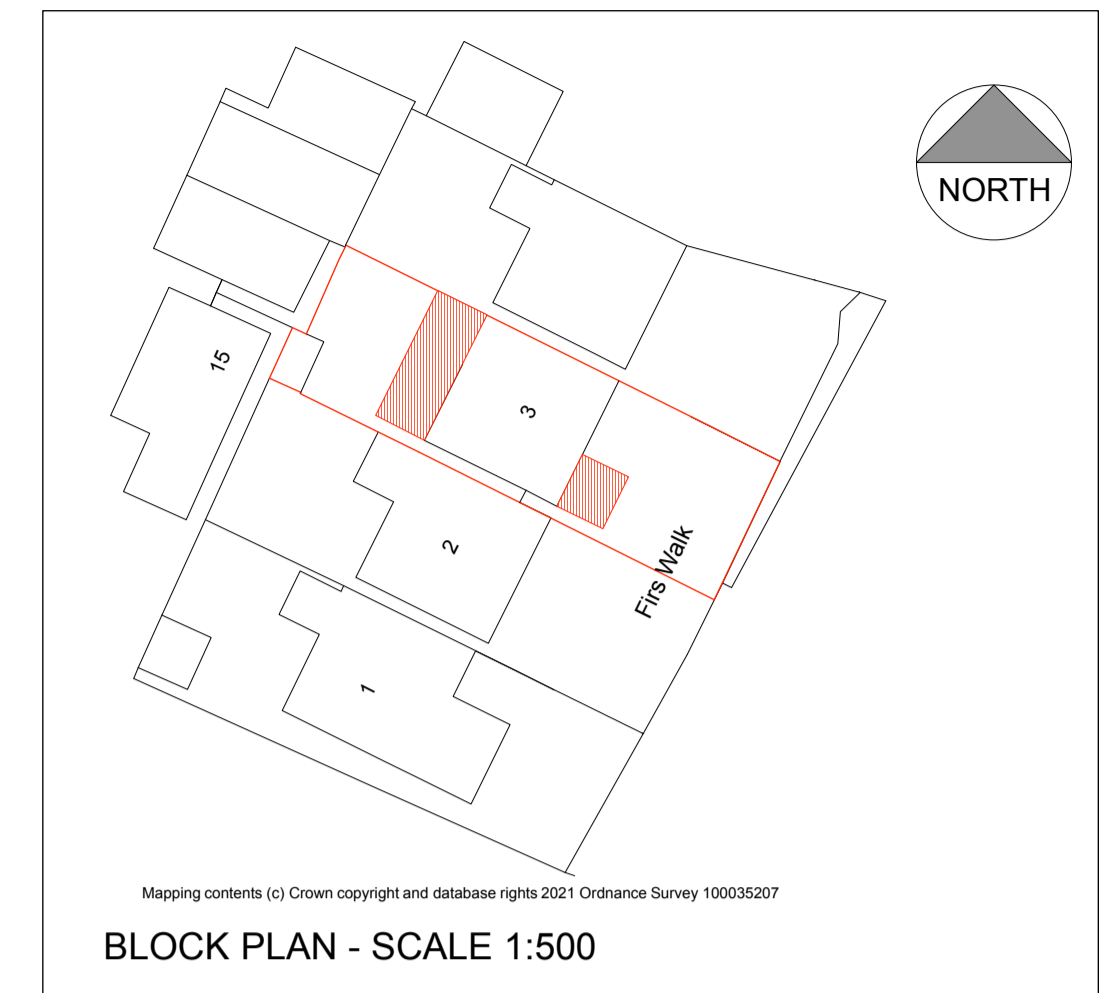 NORTH
15
3
2
Firs Walk
1
Mapping contents (c) Crown copyright and database rights 2021 Ordnance Survey 100035207
BLOCK PLAN - SCALE 1:500